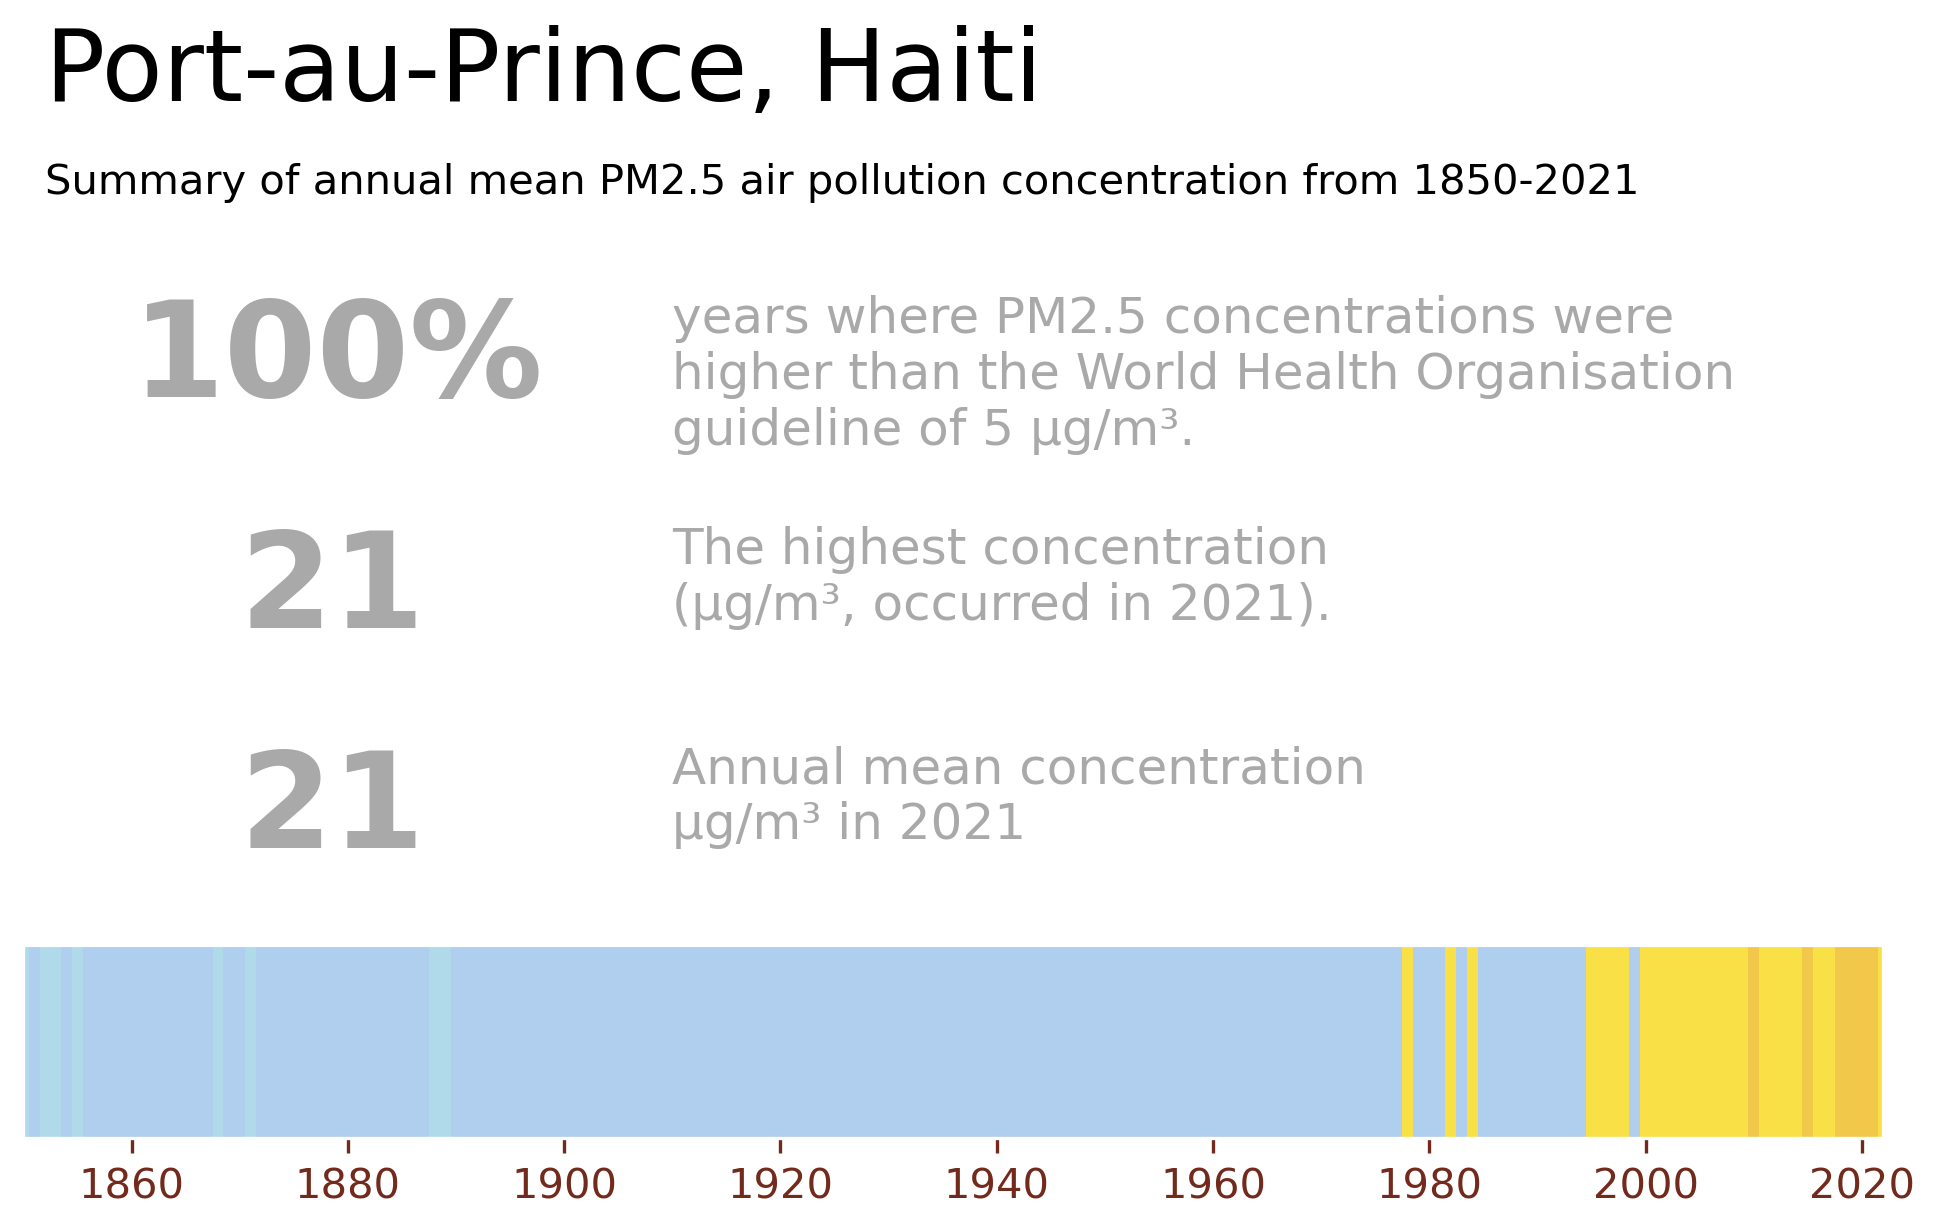 Port-au-Prince, Haiti
Summary of annual mean PM2.5 air pollution concentration from 1850-2021
100%
years where PM2.5 concentrations were
higher than the World Health Organisation
guideline of 5 μg/m³.
21
The highest concentration
(μg/m³, occurred in 2021).
21
Annual mean concentration
μg/m³ in 2021
1860 1880 1900 1920 1940 1960 1980 2000 2020